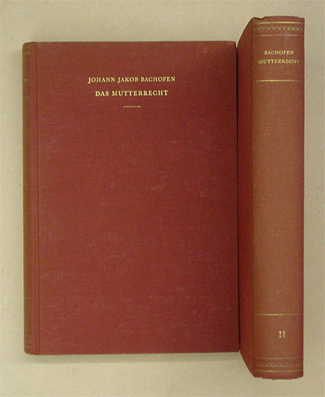 JOHANN JAKOB BACHOFEN
DAS MUTTERRECHT
BACHOFEN
MUTTERRECHT
II